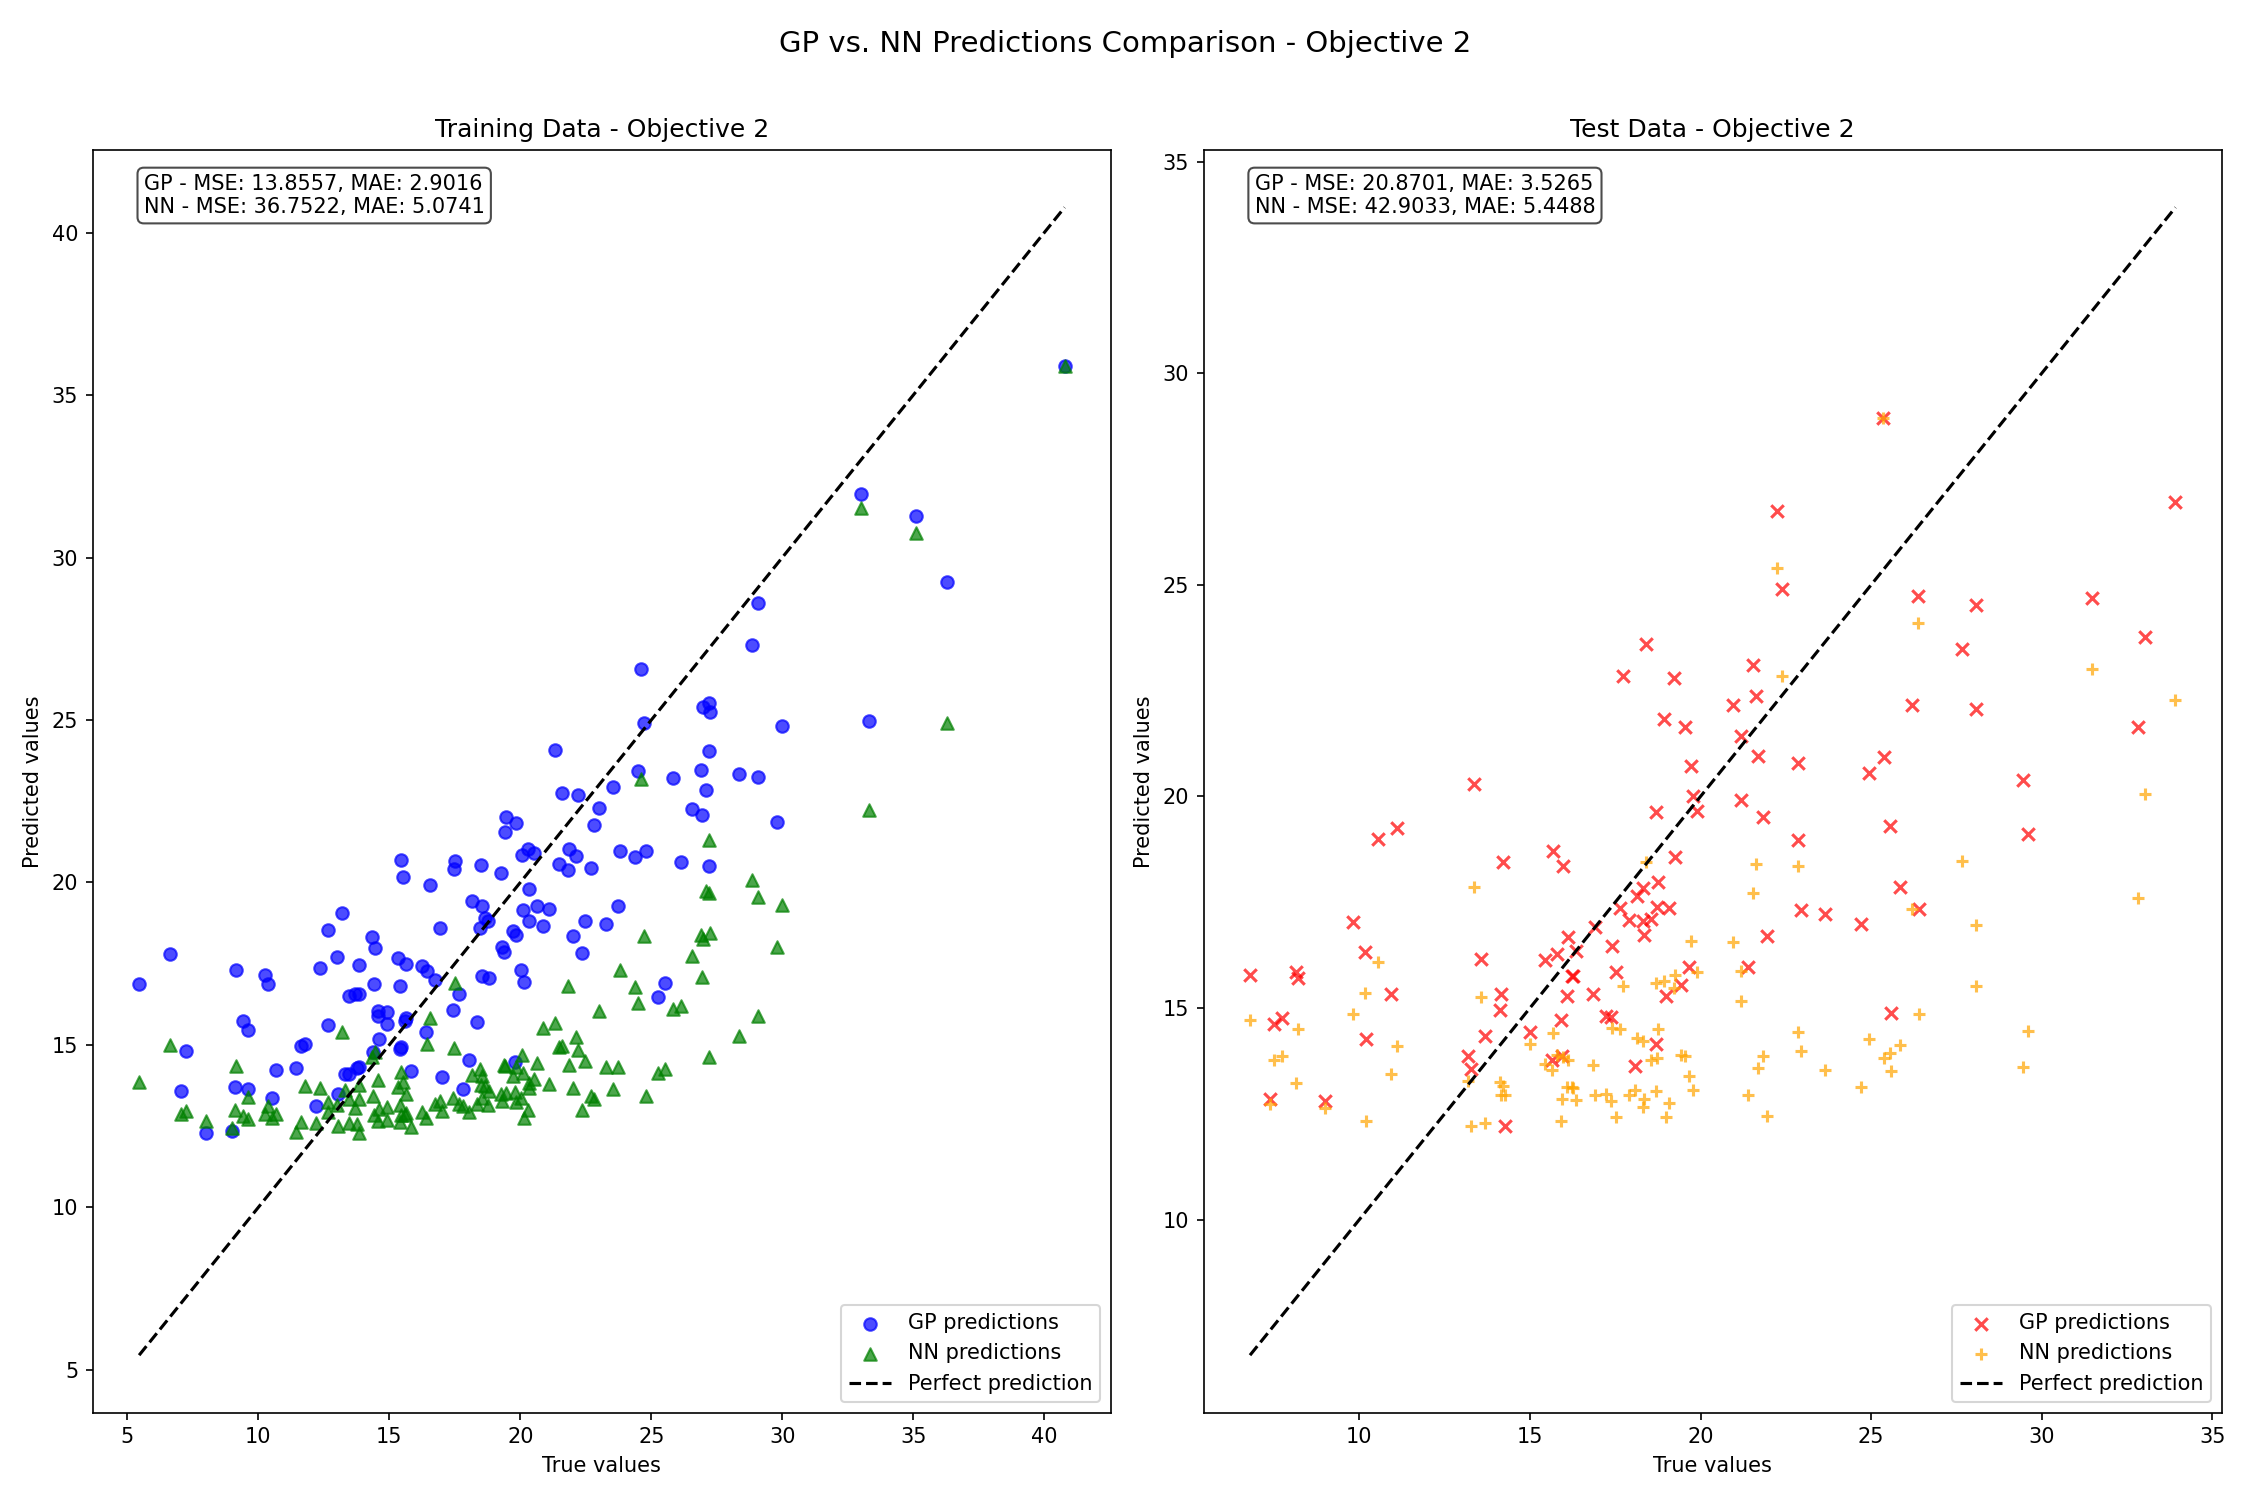 GP vs. NN Predictions Comparison - Objective 2
Training Data - Objective 2
GP - MSE: 13.8557, MAE: 2.9016
NN - MSE: 36.7522, MAE: 5.0741
40
35
30
25
20
15
10
5
Predicted values
5
10
15
20
25
30
35
40
True values
GP predictions
NN predictions
Perfect prediction
Test Data - Objective 2
GP - MSE: 20.8701, MAE: 3.5265
NN - MSE: 42.9033, MAE: 5.4488
35
30
25
20
15
10
Predicted values
10
15
20
25
30
35
True values
GP predictions
NN predictions
Perfect prediction